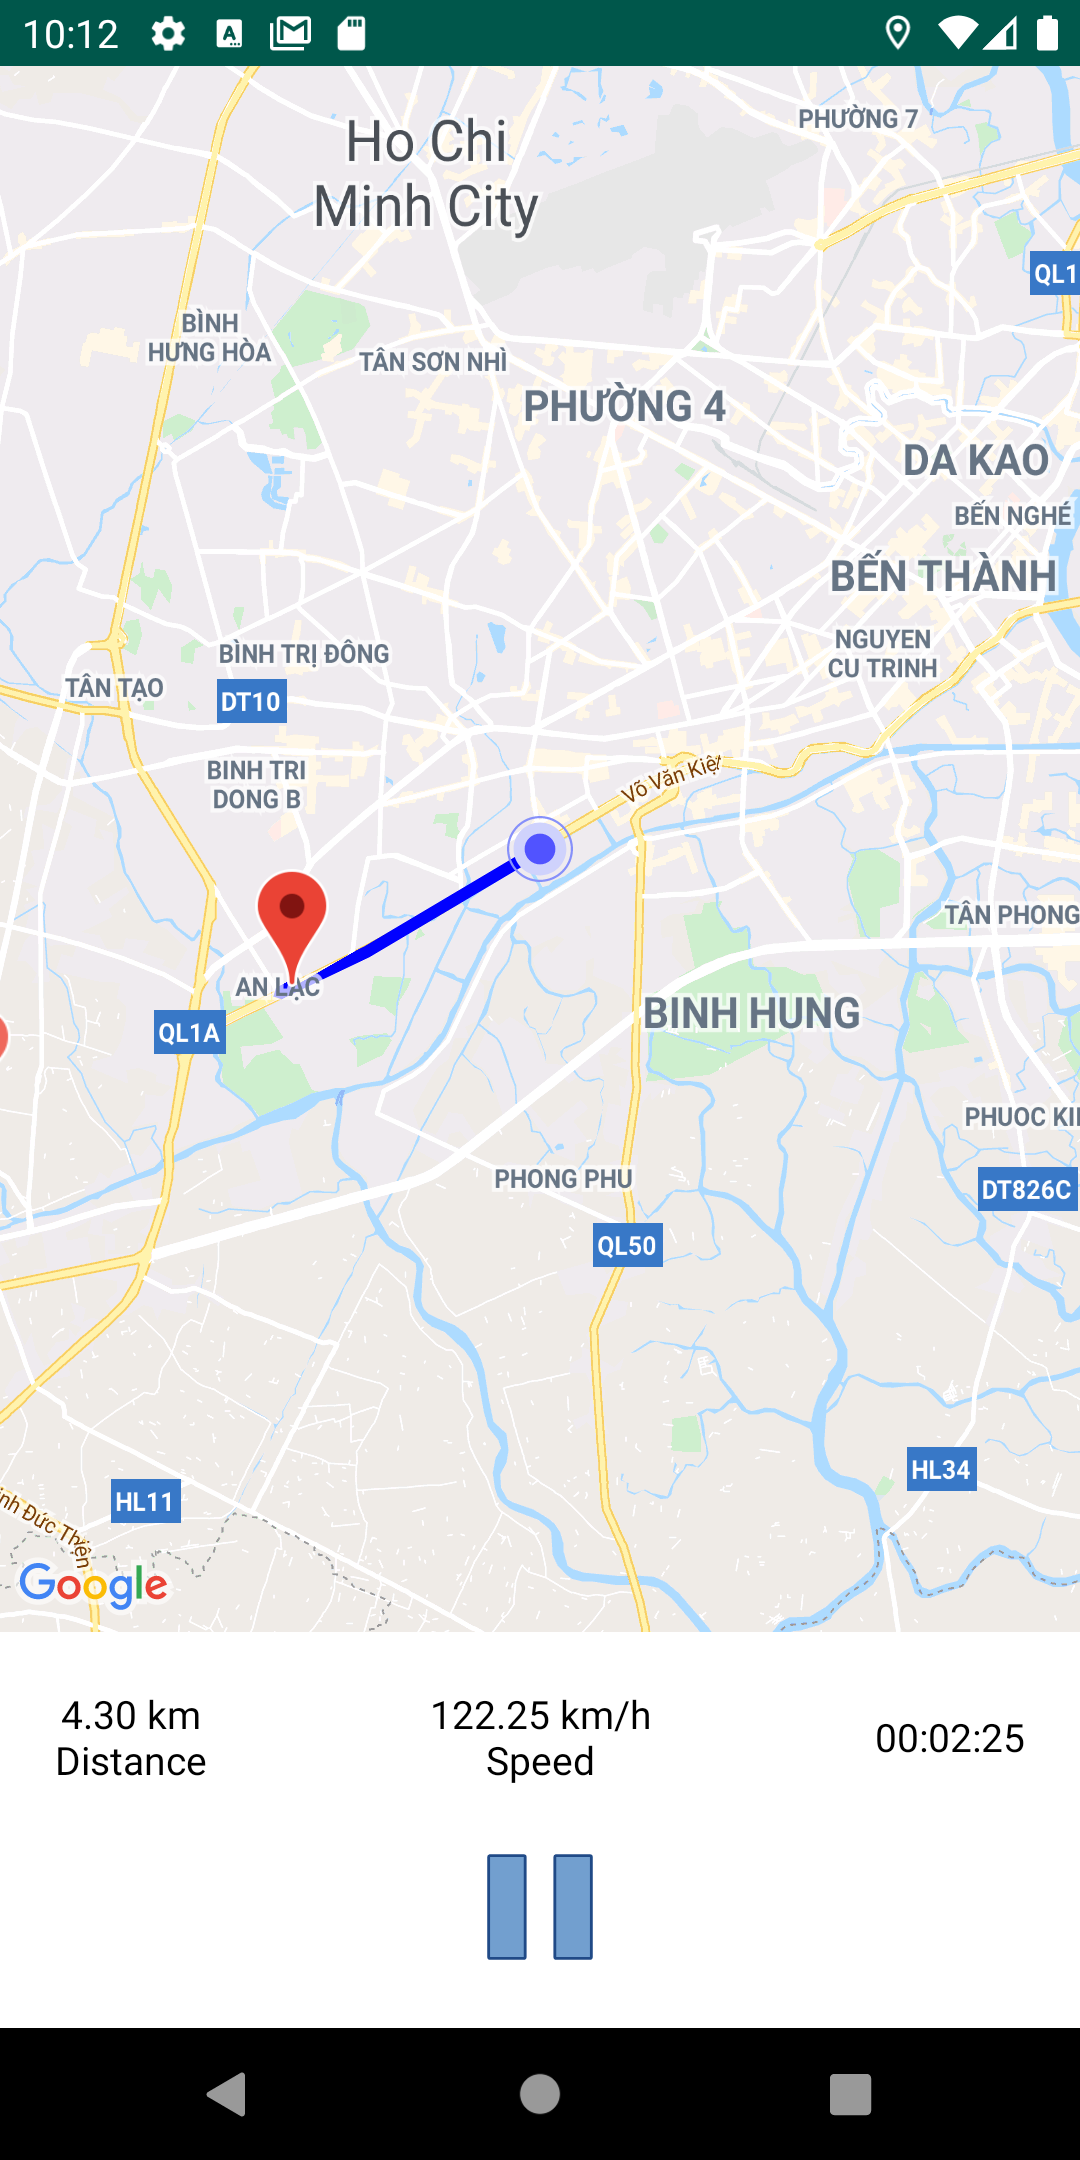 10:12
Ho Chi
Minh City
PHƯỜNG 7
QL1
BÌNH
HƯNG HÒA
TÂN SƠN NHÌ
PHƯỜNG 4
DA KAO
BẾN NGHÉ
BẾN THÀNH
NGUYEN
CU TRINH
BÌNH TRỊ ĐÔNG
TÂN TẠO
DT10
BINH TRI
DONG B
Võ Văn Kiệt
TÂN PHONG
AN LẠC
QL1A
BINH HUNG
PHUOC KI
PHONG PHU
DT826C
QL50
HL34
HL11
inh Đức Thiện
Google
4.30 km
Distance
122.25 km/h
Speed
00:02:25